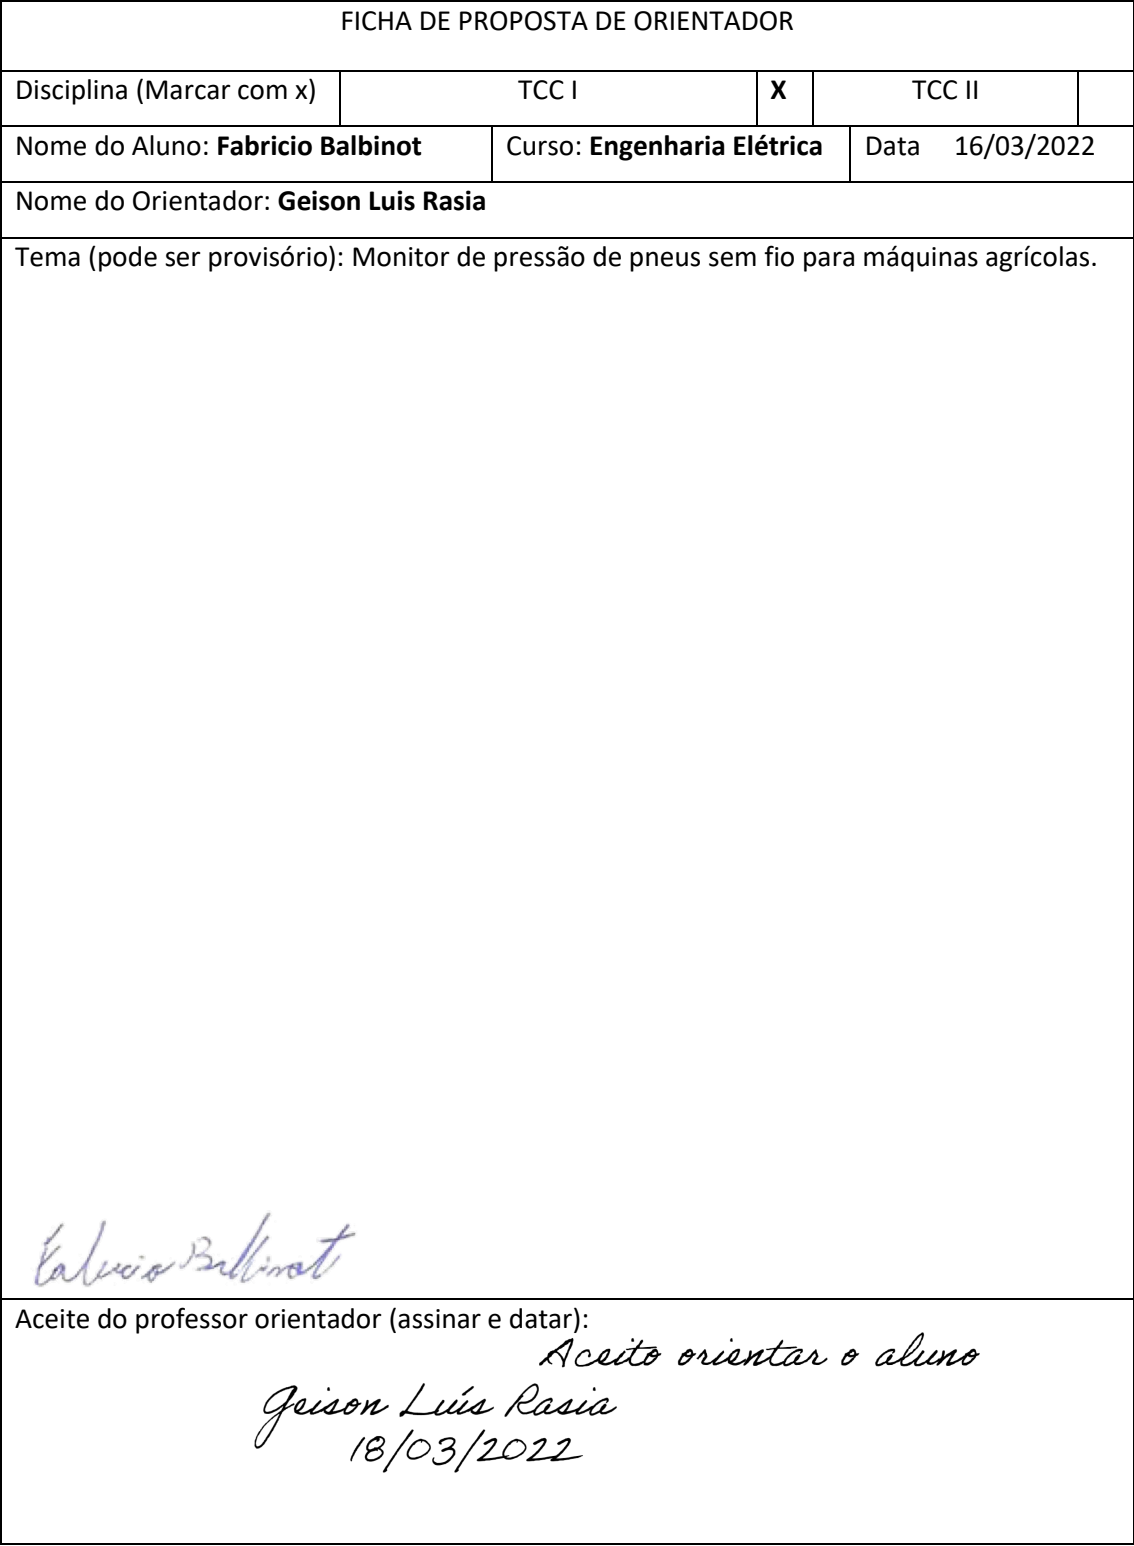 FICHA DE PROPOSTA DE ORIENTADOR
Disciplina (Marcar com x) TCC I X TCC II
Nome do Aluno: Fabricio Balbinot Curso: Engenharia Elétrica Data 16/03/2022
Nome do Orientador: Geison Luis Rasia
Tema (pode ser provisório): Monitor de pressão de pneus sem fio para máquinas agrícolas.
Fabricio Balbinot
Aceite do professor orientador (assinar e datar):
Aceito orientar o aluno
Geison Luís Rasia
18/03/2022